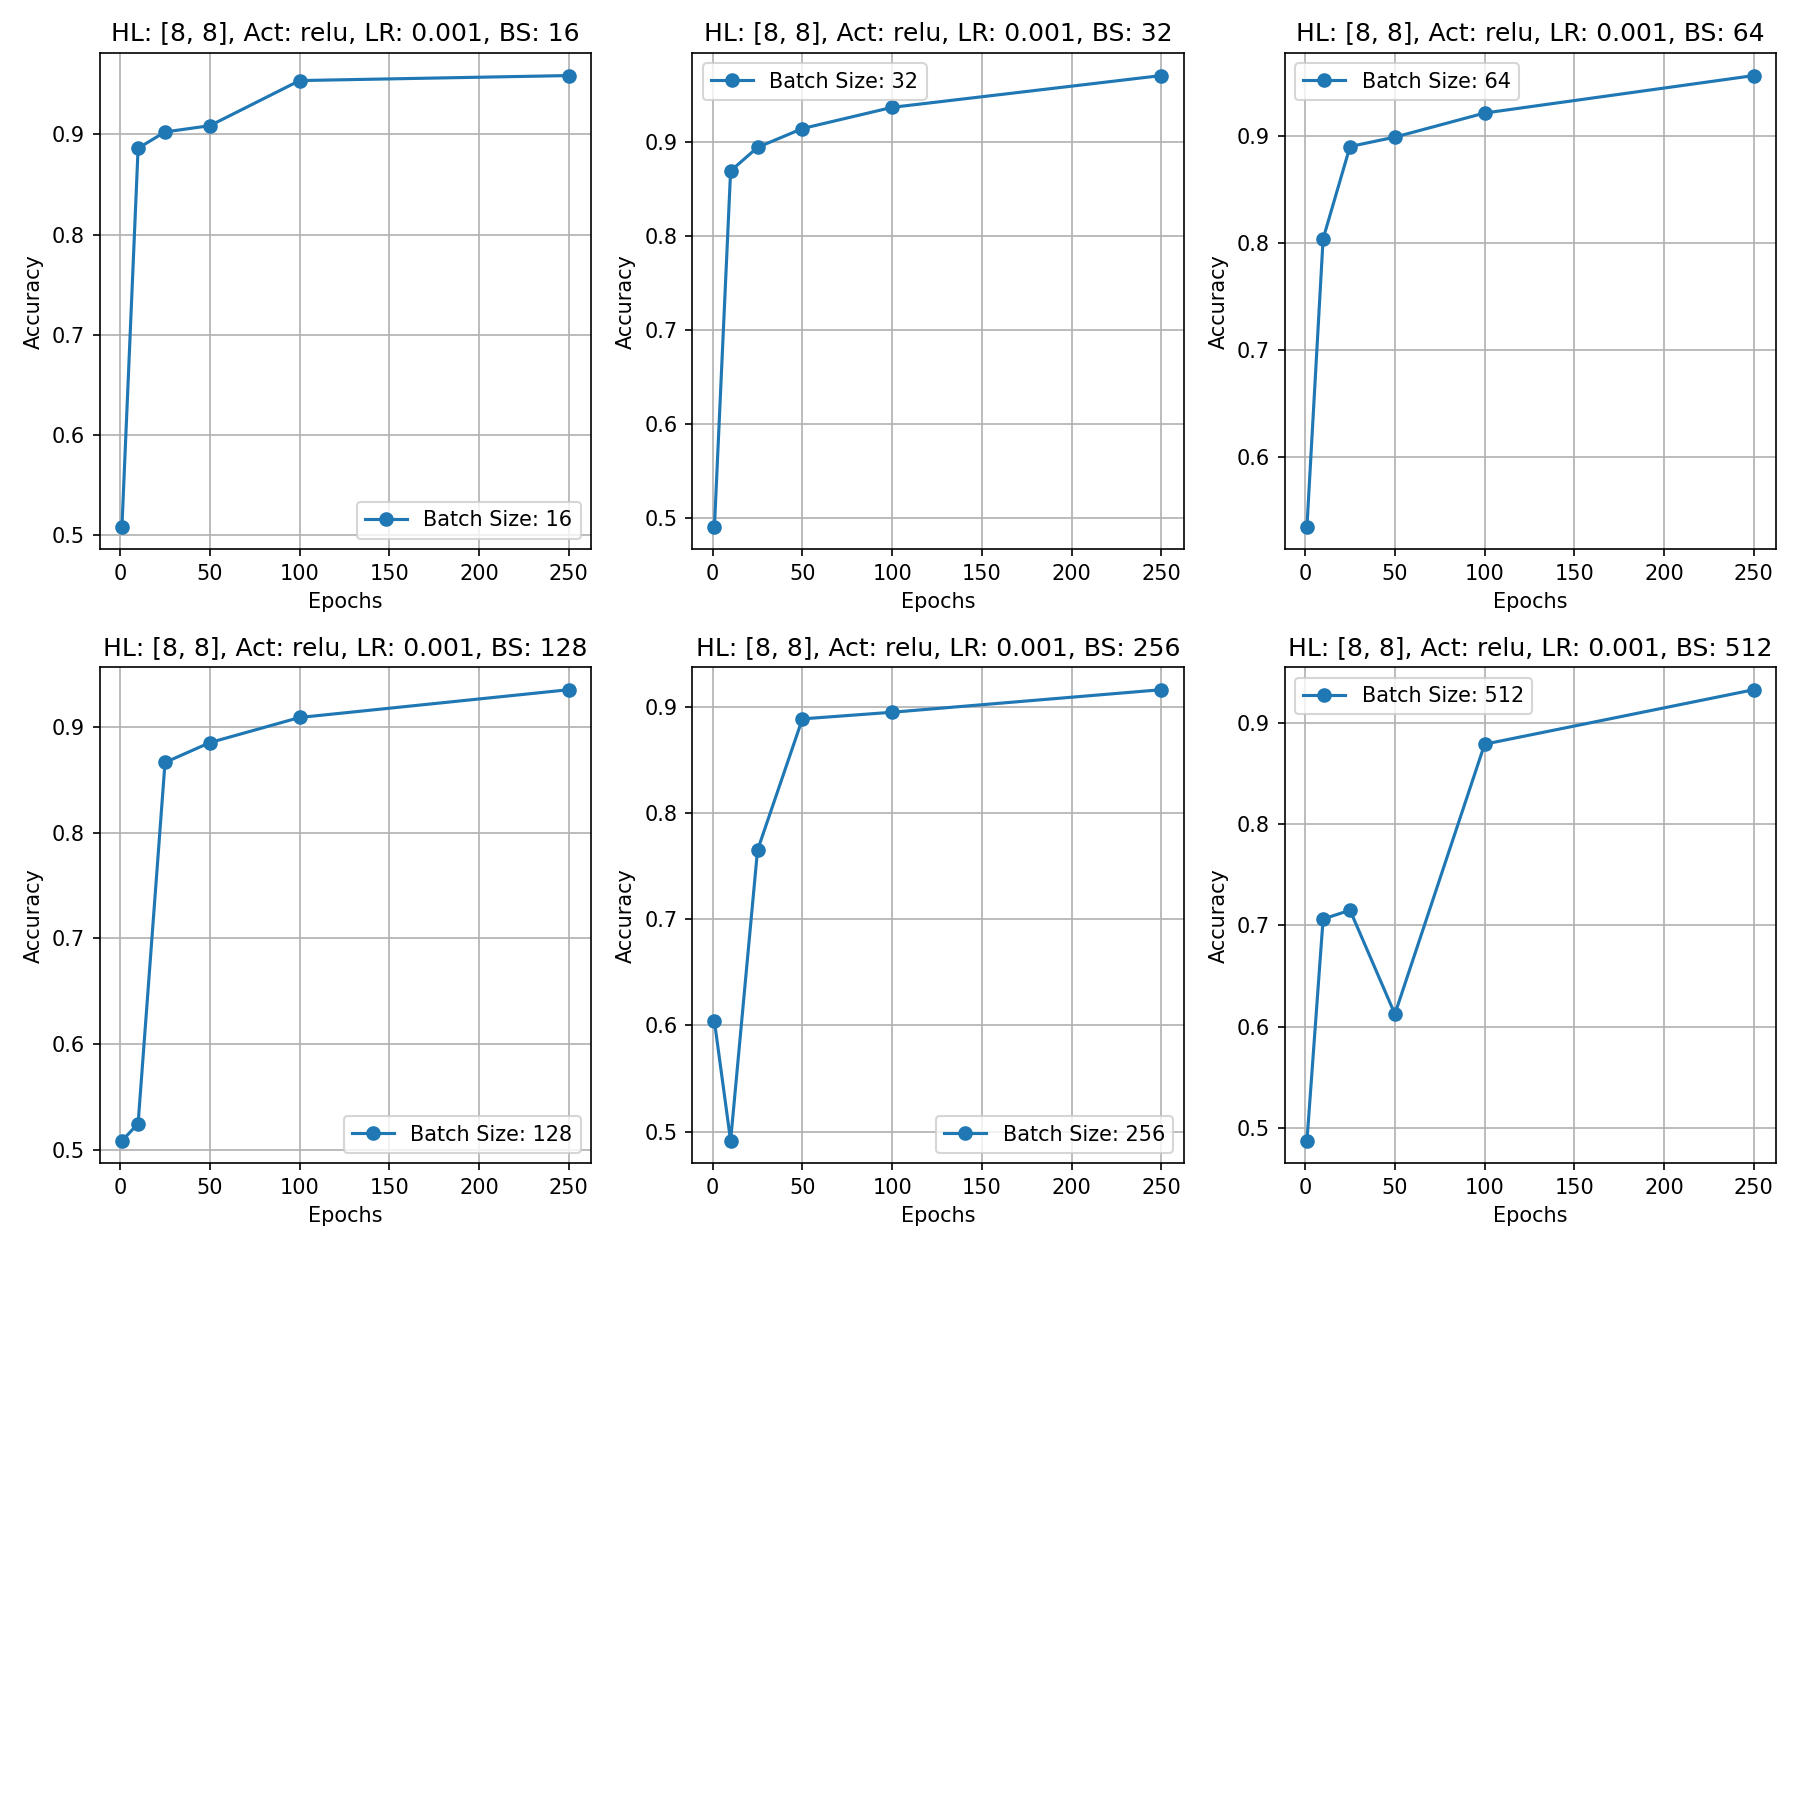 HL: [8, 8], Act: relu, LR: 0.001, BS: 16
Accuracy
0.9
0.8
0.7
0.6
0.5
Batch Size: 16
0 50 100 150 200 250
Epochs
HL: [8, 8], Act: relu, LR: 0.001, BS: 32
Batch Size: 32
Accuracy
0.9
0.8
0.7
0.6
0.5
0 50 100 150 200 250
Epochs
HL: [8, 8], Act: relu, LR: 0.001, BS: 64
Batch Size: 64
Accuracy
0.9
0.8
0.7
0.6
0 50 100 150 200 250
Epochs
HL: [8, 8], Act: relu, LR: 0.001, BS: 128
Accuracy
0.9
0.8
0.7
0.6
0.5
Batch Size: 128
0 50 100 150 200 250
Epochs
HL: [8, 8], Act: relu, LR: 0.001, BS: 256
Accuracy
0.9
0.8
0.7
0.6
0.5
Batch Size: 256
0 50 100 150 200 250
Epochs
HL: [8, 8], Act: relu, LR: 0.001, BS: 512
Batch Size: 512
Accuracy
0.9
0.8
0.7
0.6
0.5
0 50 100 150 200 250
Epochs